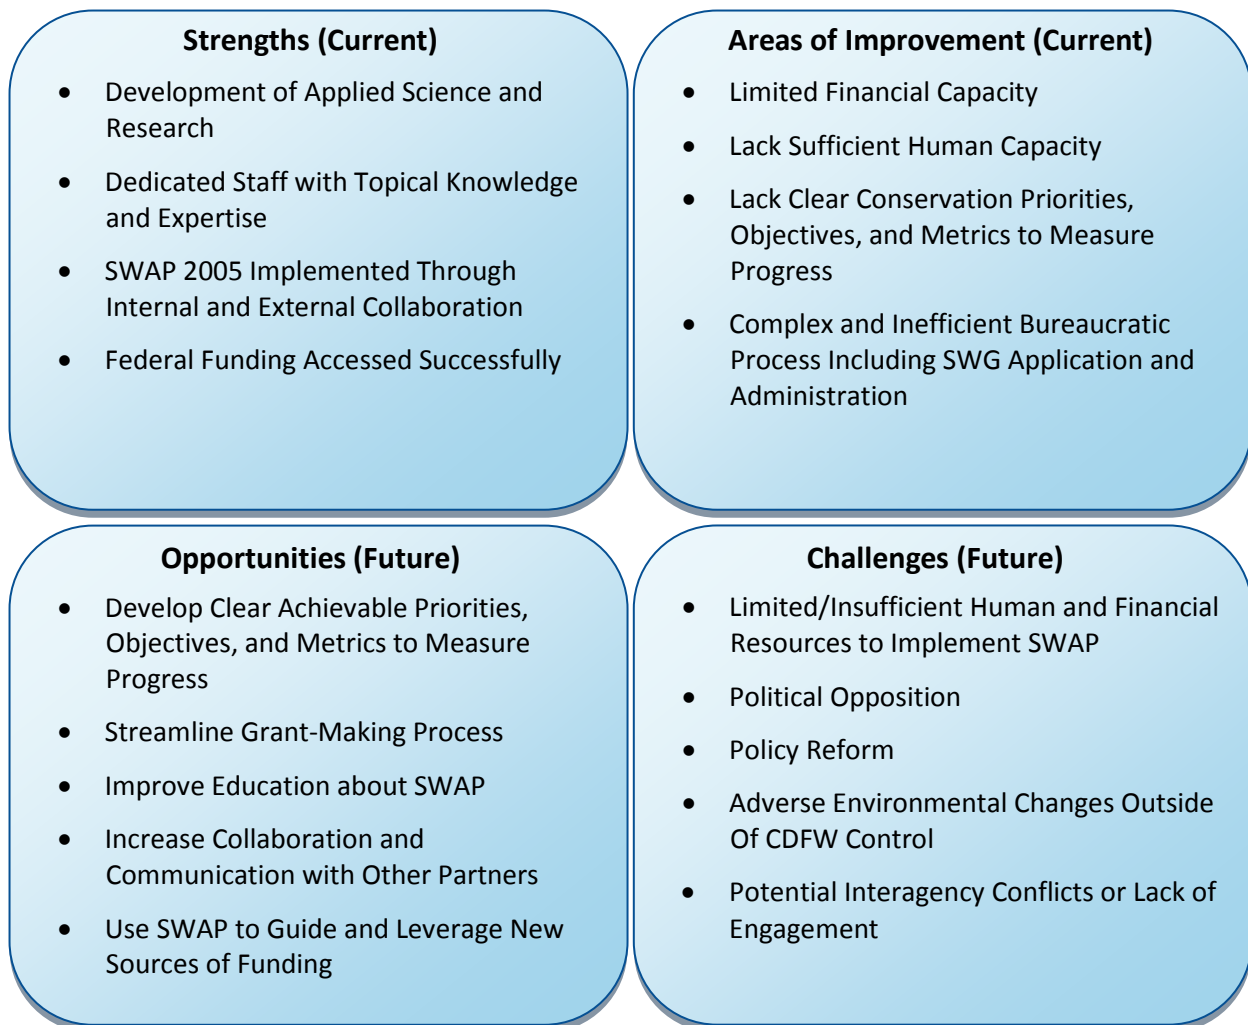 Strengths (Current)
• Development of Applied Science and
Research
• Dedicated Staff with Topical Knowledge
and Expertise
• SWAP 2005 Implemented Through
Internal and External Collaboration
• Federal Funding Accessed Successfully
Areas of Improvement (Current)
• Limited Financial Capacity
• Lack Sufficient Human Capacity
• Lack Clear Conservation Priorities,
Objectives, and Metrics to Measure
Progress
• Complex and Inefficient Bureaucratic
Process Including SWG Application and
Administration
Opportunities (Future)
• Develop Clear Achievable Priorities,
Objectives, and Metrics to Measure
Progress
• Streamline Grant-Making Process
• Improve Education about SWAP
• Increase Collaboration and
Communication with Other Partners
• Use SWAP to Guide and Leverage New
Sources of Funding
Challenges (Future)
• Limited/Insufficient Human and Financial
Resources to Implement SWAP
• Political Opposition
• Policy Reform
• Adverse Environmental Changes Outside
Of CDFW Control
• Potential Interagency Conflicts or Lack of
Engagement